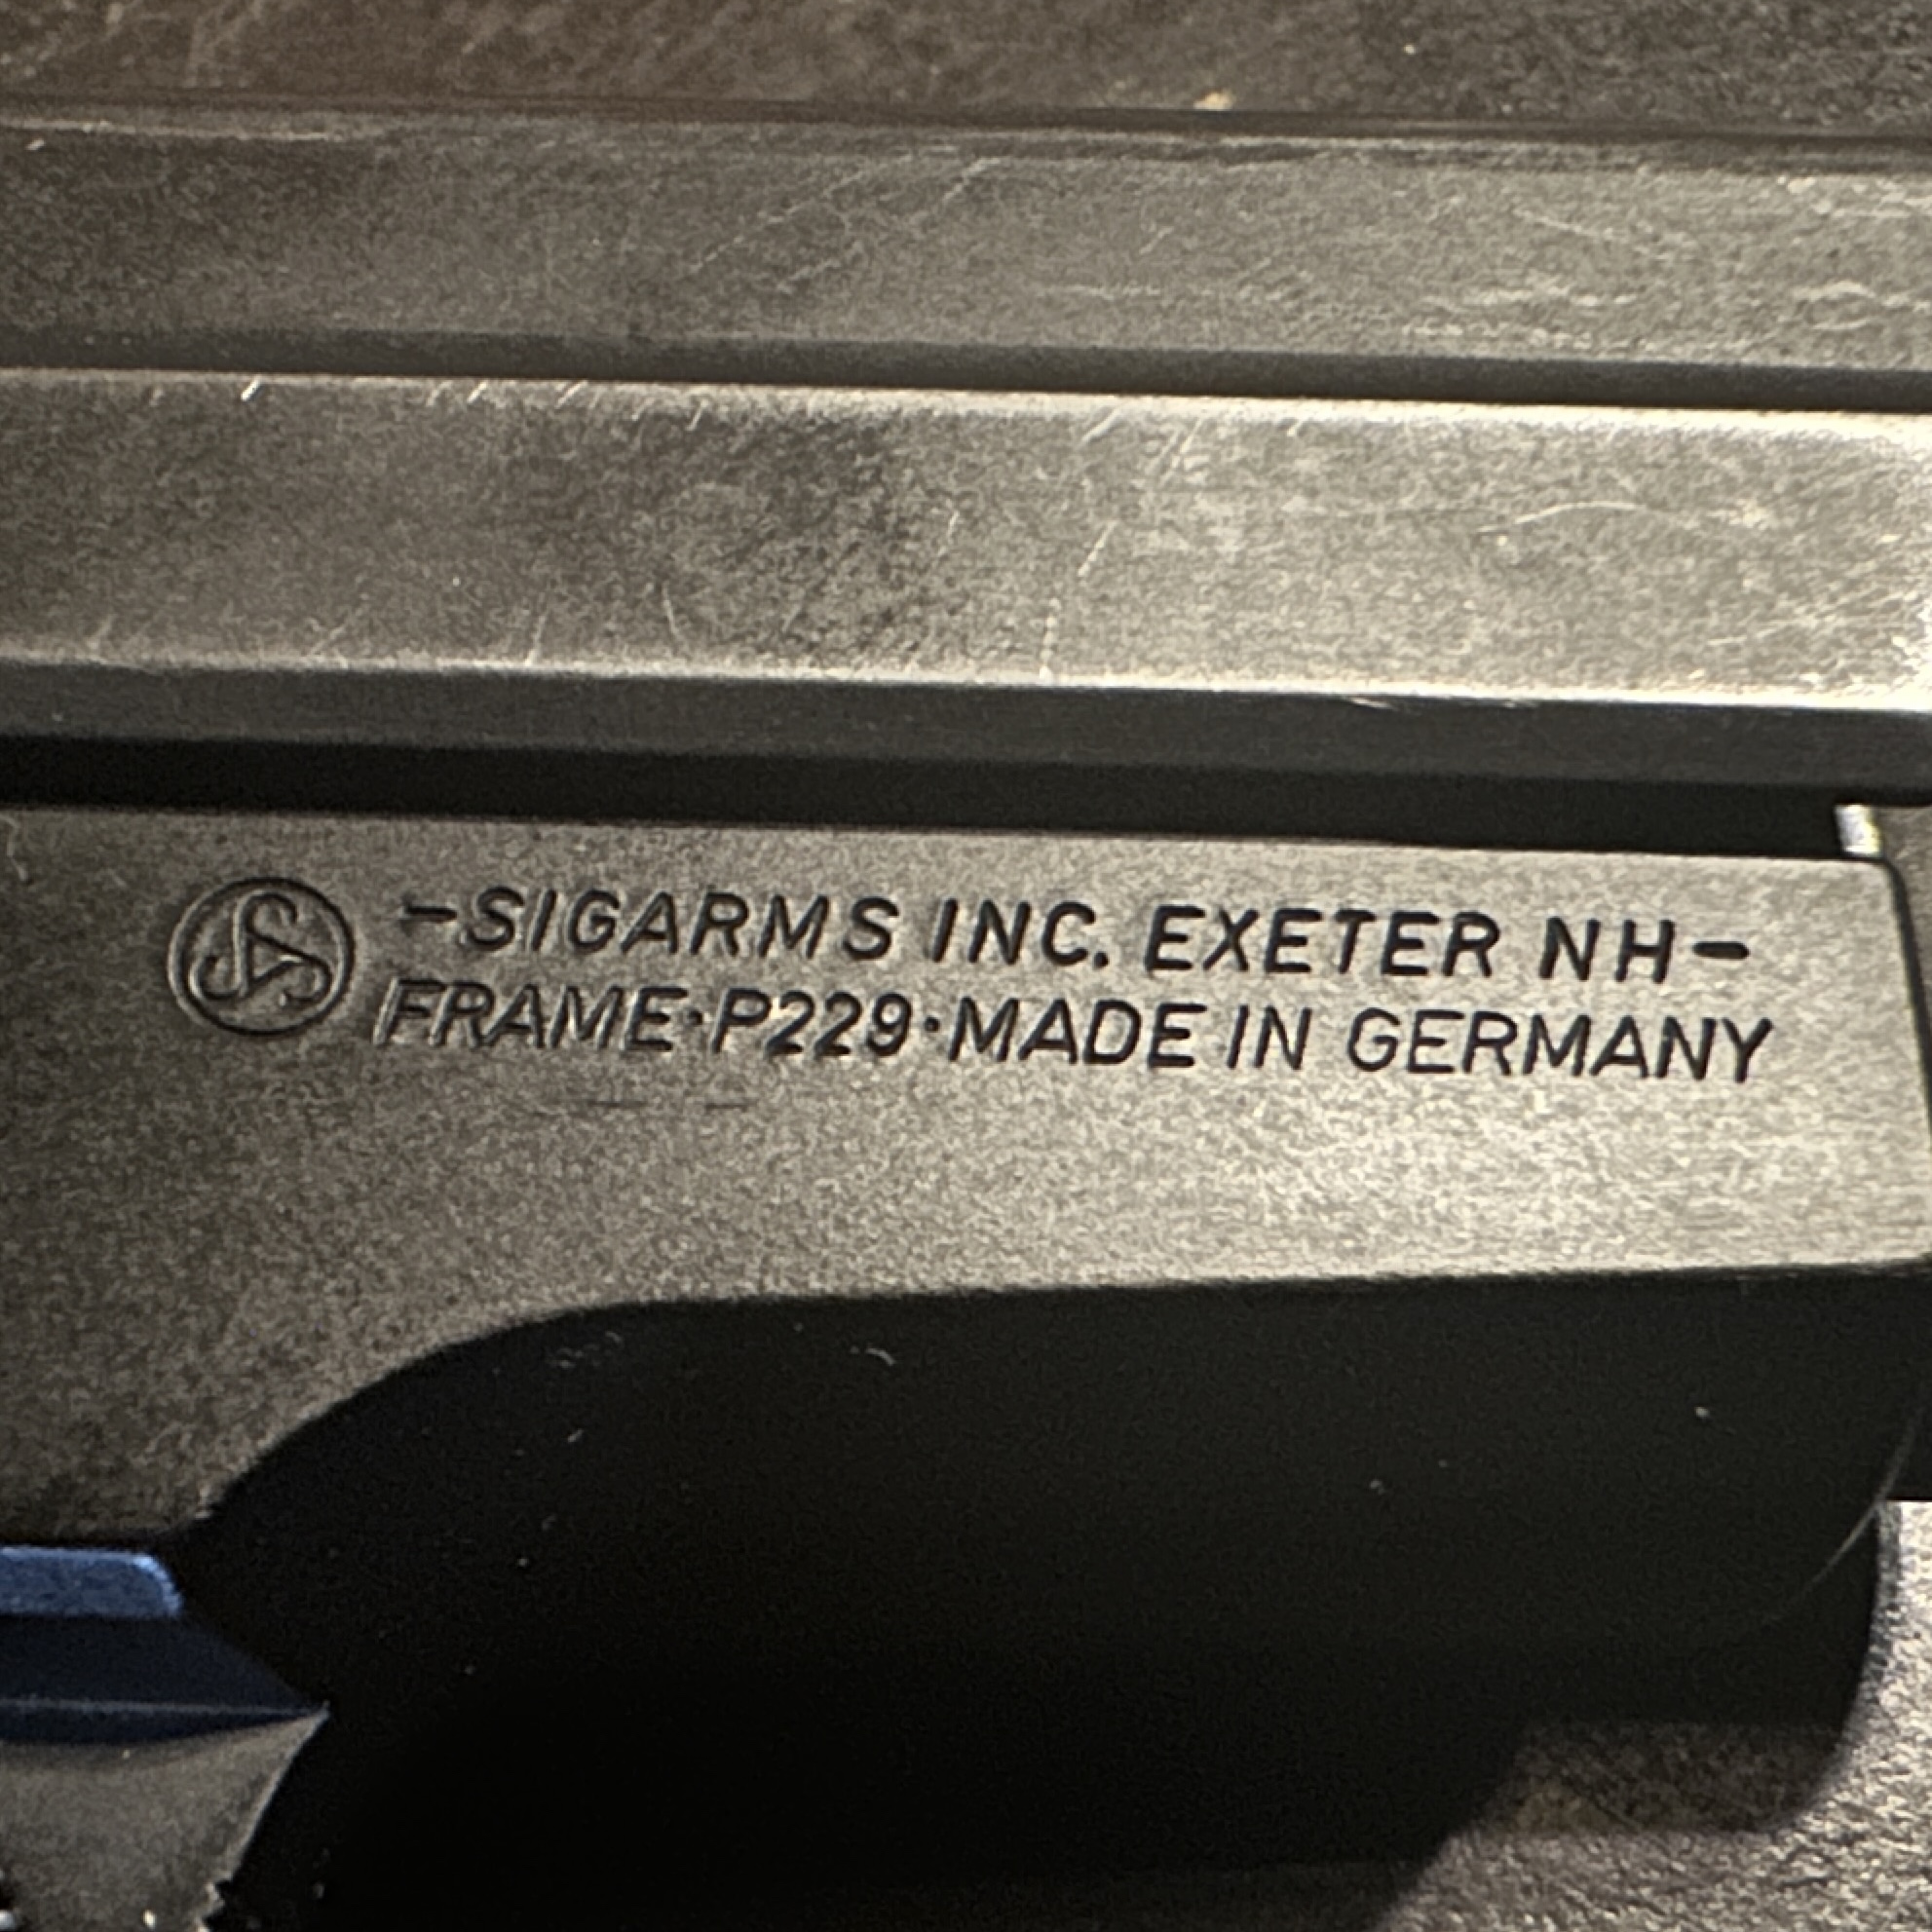 -SIGARMS INC. EXETER NH-
FRAME·P229·MADE IN GERMANY